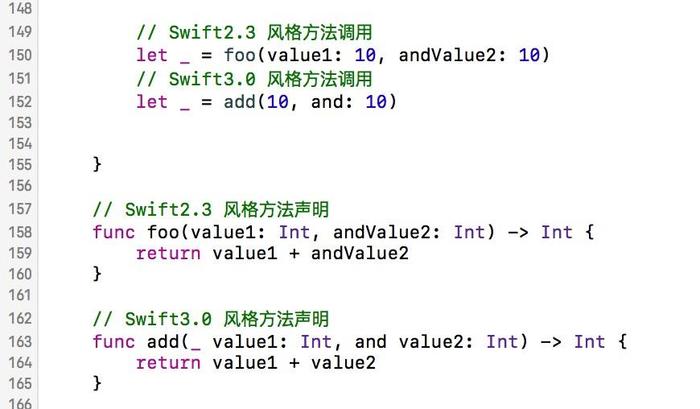 148
149 // Swift2.3 风格方法调用
150 let _ = foo(value1: 10, andValue2: 10)
151 // Swift3.0 风格方法调用
152 let _ = add(10, and: 10)
153
154
155 }
156
157 // Swift2.3 风格方法声明
158 func foo(value1: Int, andValue2: Int) -> Int {
159 return value1 + andValue2
160 }
161
162 // Swift3.0 风格方法声明
163 func add(_ value1: Int, and value2: Int) -> Int {
164 return value1 + value2
165 }
166